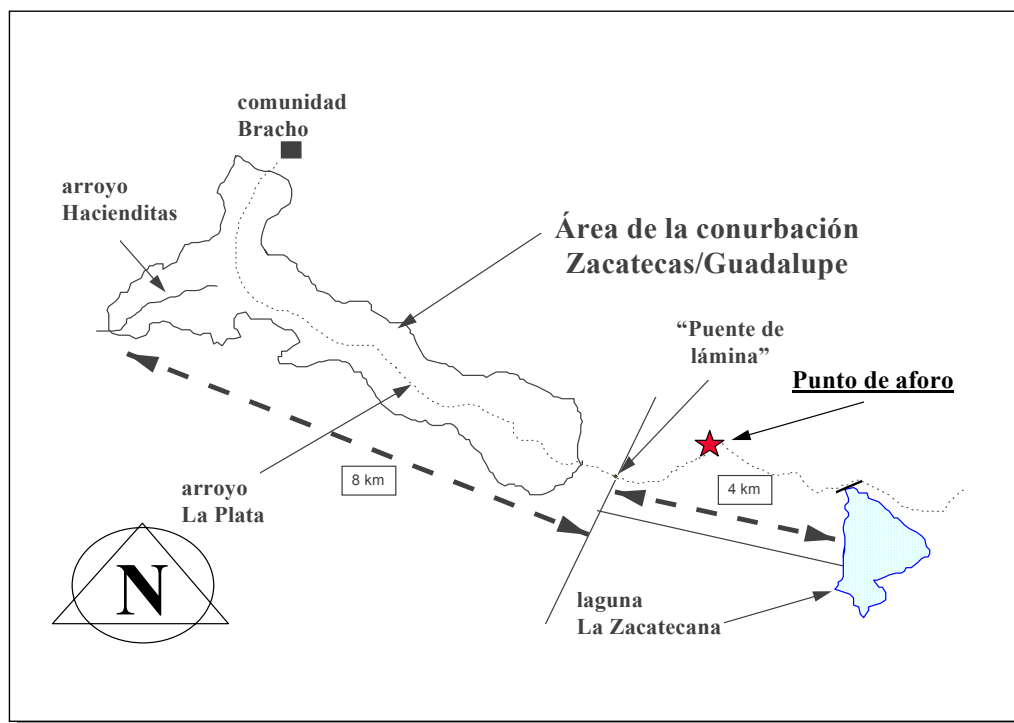 comunidad
Bracho
arroyo
Hacienditas
Área de la conurbación
Zacatecas/Guadalupe
“Puente de
lámina”
Punto de aforo
8 km
4 km
arroyo
La Plata
N
laguna
La Zacatecana